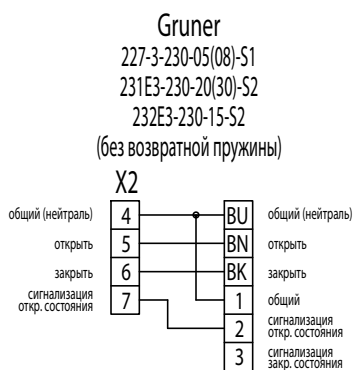 Gruner
227-3-230-05(08)-S1
231E3-230-20(30)-S2
232E3-230-15-S2
(без возвратной пружины)
X2
общий (нейтраль) 4 BU общий (нейтраль)
открыть 5 BN открыть
закрыть 6 BK закрыть
сигнализация
откр. состояния 7 1 общий
2 сигнализация
откр. состояния
3 сигнализация
закр. состояния